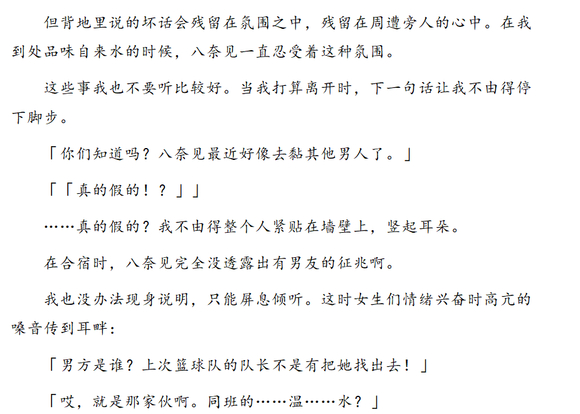 但背地里说的坏话会残留在氛围之中，残留在周遭旁人的心中。在我
到处品味自来水的时候，八奈见一直忍受着这种氛围。
这些事我也不要听比较好。当我打算离开时，下一句话让我不由得停
下脚步。
「你们知道吗？八奈见最近好像去黏其他男人了。」
「「真的假的！？」」
……真的假的？我不由得整个人紧贴在墙壁上，竖起耳朵。
在合宿时，八奈见完全没透露出有男友的征兆啊。
我也没办法现身说明，只能屏息倾听。这时女生们情绪兴奋时高亢的
嗓音传到耳畔：
「男方是谁？上次篮球队的队长不是有把她找出去！」
「哎，就是那家伙啊。同班的……温……水？」